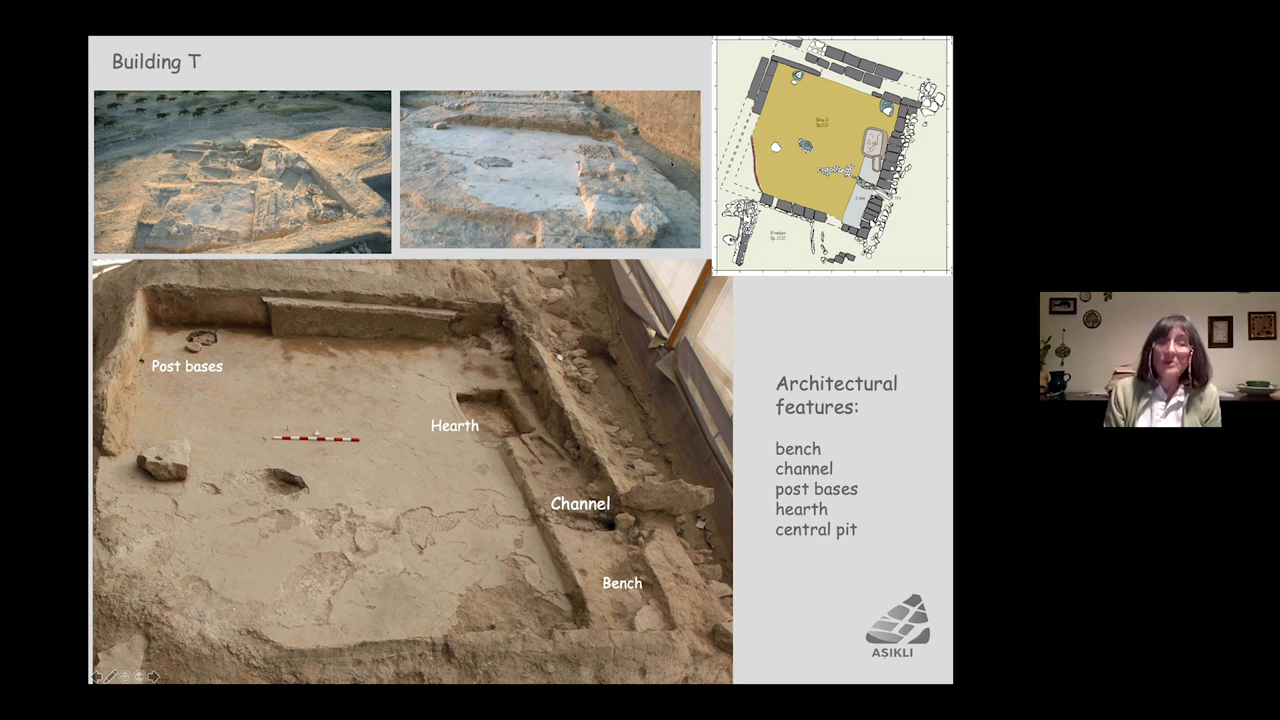 Building T
Post bases
Hearth
Channel
Bench
Architectural
features:
bench
channel
post bases
hearth
central pit
AŞIKLI